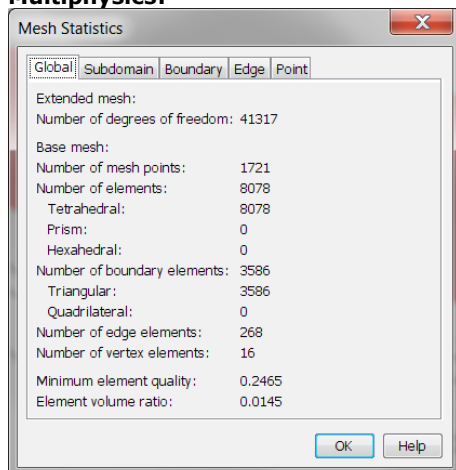 Multiphysics:
Mesh Statistics
Global Subdomain Boundary Edge Point
Extended mesh:
Number of degrees of freedom: 41317
Base mesh:
Number of mesh points: 1721
Number of elements: 8078
Tetrahedral: 8078
Prism: 0
Hexahedral: 0
Number of boundary elements: 3586
Triangular: 3586
Quadrilateral: 0
Number of edge elements: 268
Number of vertex elements: 16
Minimum element quality: 0.2465
Element volume ratio: 0.0145
OK Help